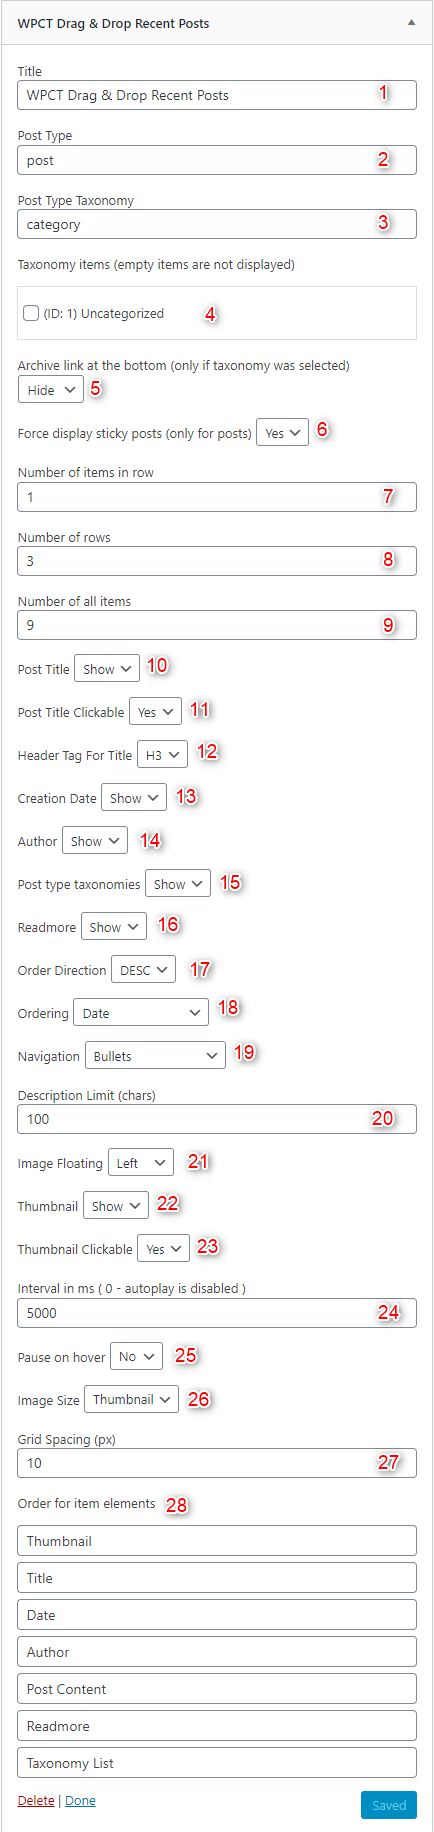 WPCT Drag & Drop Recent Posts
Title
WPCT Drag & Drop Recent Posts 1
Post Type
post 2
Post Type Taxonomy
category 3
Taxonomy items (empty items are not displayed)
(ID: 1) Uncategorized 4
Archive link at the bottom (only if taxonomy was selected)
Hide 5
Force display sticky posts (only for posts) Yes 6
Number of items in row
1 7
Number of rows
3 8
Number of all items
9 9
Post Title Show 10
Post Title Clickable Yes 11
Header Tag For Title H3 12
Creation Date Show 13
Author Show 14
Post type taxonomies Show 15
Readmore Show 16
Order Direction DESC 17
Ordering Date 18
Navigation Bullets 19
Description Limit (chars)
100 20
Image Floating Left 21
Thumbnail Show 22
Thumbnail Clickable Yes 23
Interval in ms ( 0 - autoplay is disabled )
5000 24
Pause on hover No 25
Image Size Thumbnail 26
Grid Spacing (px)
10 27
Order for item elements 28
Thumbnail
Title
Date
Author
Post Content
Readmore
Taxonomy List
Delete | Done Saved